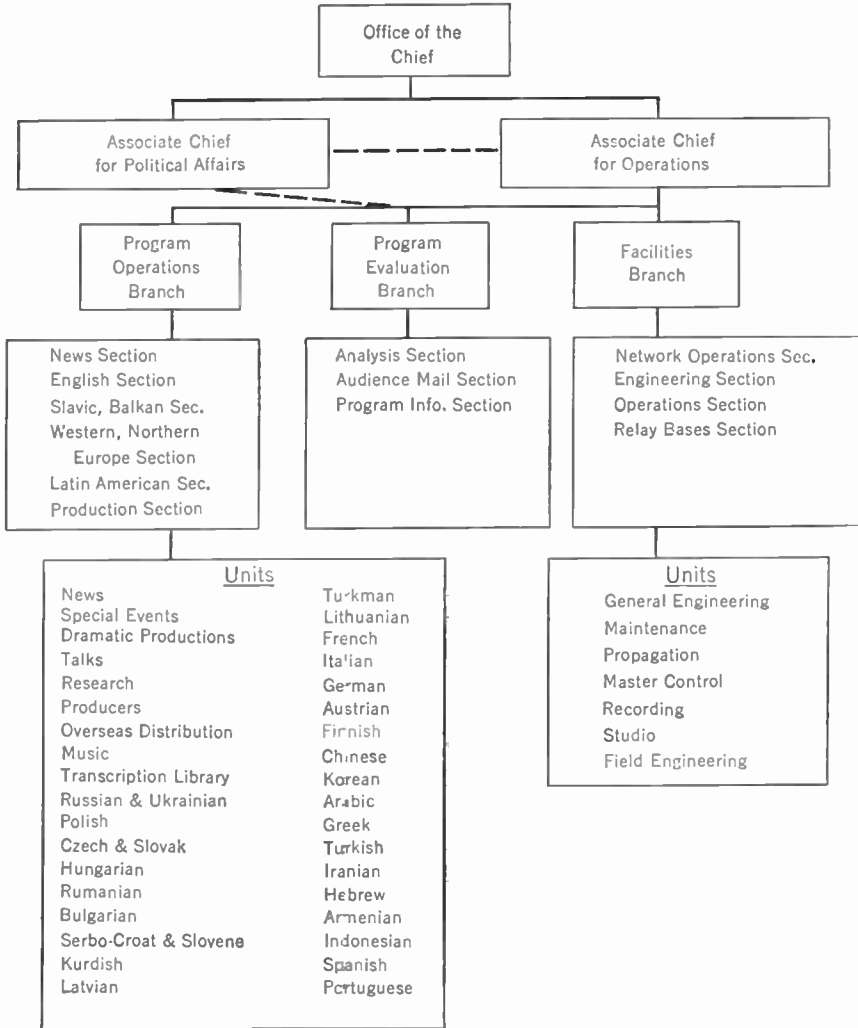 Office of the
Chief
Associate Chief
for Political Affairs
Associate Chief
for Operations
Program
Operations
Branch
Program
Evaluation
Branch
Facilities
Branch
News Section
English Section
Slavic, Balkan Sec.
Western, Northern
Europe Section
Latin American Sec.
Production Section
Analysis Section
Audience Mail Section
Program Info. Section
Network Operations Sec.
Engineering Section
Operations Section
Relay Bases Section
Units
News
Special Events
Dramatic Productions
Talks
Research
Producers
Overseas Distribution
Music
Transcription Library
Russian & Ukrainian
Polish
Czech & Slovak
Hungarian
Rumanian
Bulgarian
Serbo-Croat & Slovene
Kurdish
Latvian
Turkman
Lithuanian
French
Italian
German
Austrian
Finnish
Chinese
Korean
Arabic
Greek
Turkish
Iranian
Hebrew
Armenian
Indonesian
Spanish
Portuguese
Units
General Engineering
Maintenance
Propagation
Master Control
Recording
Studio
Field Engineering